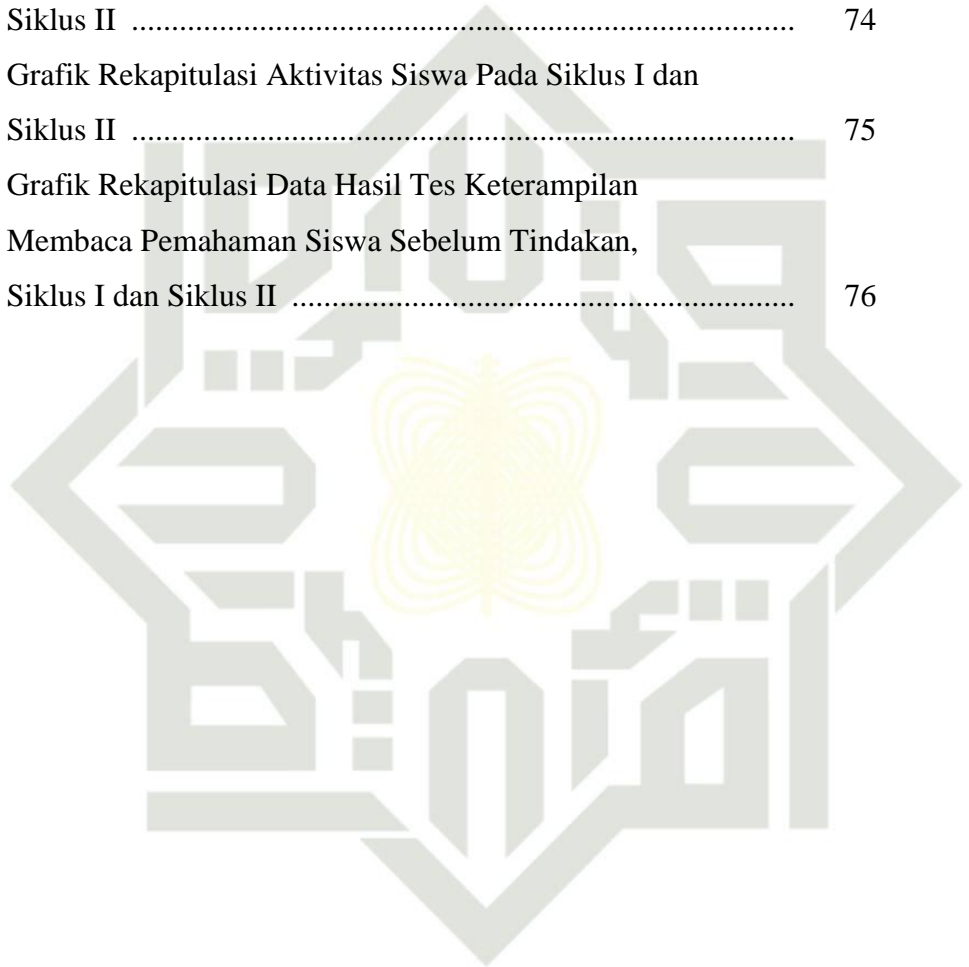 Siklus II .................................................................................... 74
Grafik Rekapitulasi Aktivitas Siswa Pada Siklus I dan
Siklus II .................................................................................... 75
Grafik Rekapitulasi Data Hasil Tes Keterampilan
Membaca Pemahaman Siswa Sebelum Tindakan,
Siklus I dan Siklus II ................................................................ 76